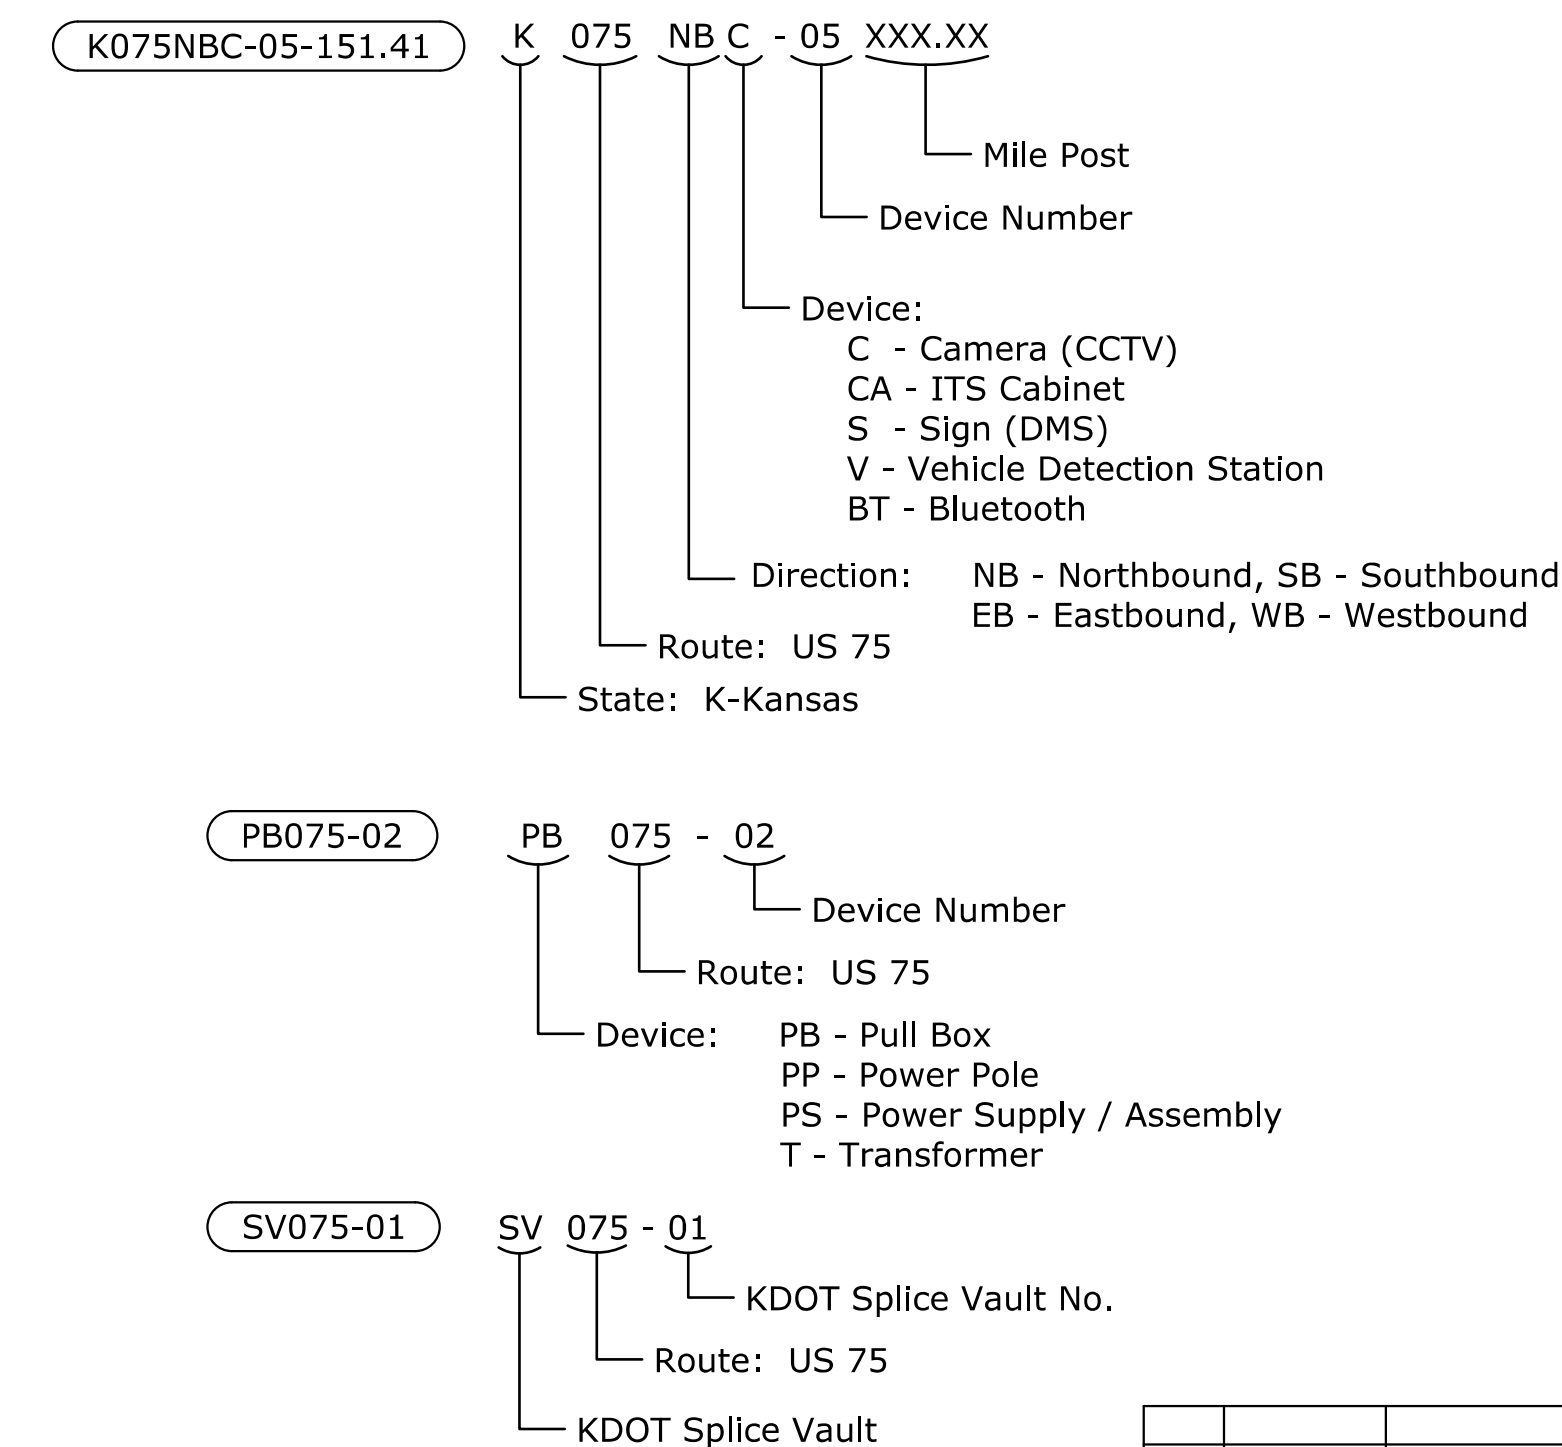 K075NBC-05-151.41 K 075 NB C - 05 XXX.XX
Mile Post
Device Number
Device:
C - Camera (CCTV)
CA - ITS Cabinet
S - Sign (DMS)
V - Vehicle Detection Station
BT - Bluetooth
Direction: NB - Northbound, SB - Southbound
EB - Eastbound, WB - Westbound
Route: US 75
State: K-Kansas
PB075-02 PB 075 - 02
Device Number
Route: US 75
Device: PB - Pull Box
PP - Power Pole
PS - Power Supply / Assembly
T - Transformer
SV075-01 SV 075 - 01
KDOT Splice Vault No.
Route: US 75
KDOT Splice Vault